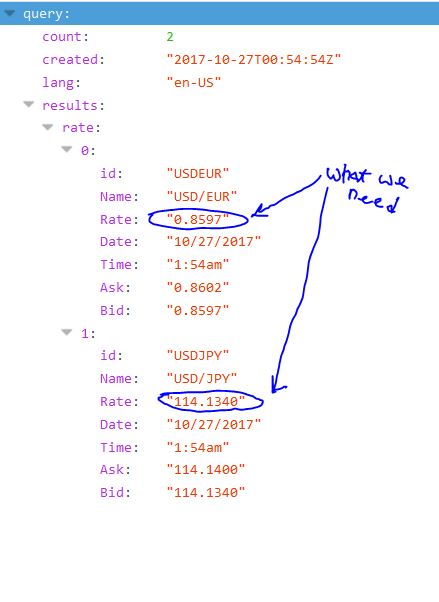 query:
count: 2
created: "2017-10-27T00:54:54Z"
lang: "en-US"
results:
rate:
0:
id: "USDEUR"
Name: "USD/EUR"
Rate: "0.8597"
Date: "10/27/2017"
Time: "1:54am"
Ask: "0.8602"
Bid: "0.8597"
What we
need
1:
id: "USDJPY"
Name: "USD/JPY"
Rate: "114.1340"
Date: "10/27/2017"
Time: "1:54am"
Ask: "114.1400"
Bid: "114.1340"